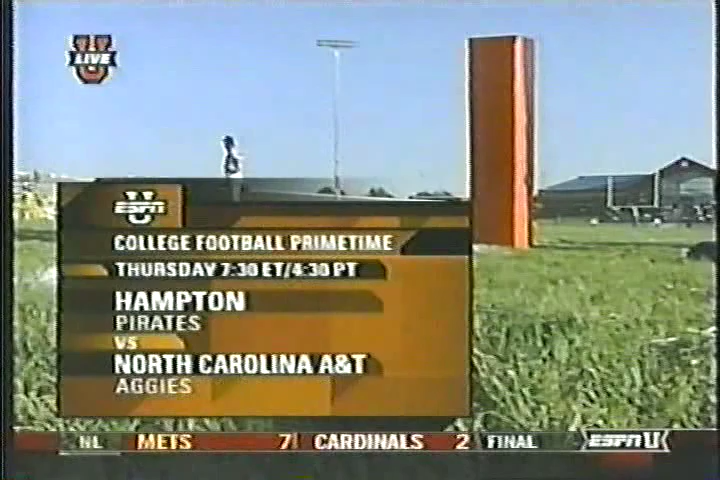 LIVE
ESPN
COLLEGE FOOTBALL PRIMETIME
THURSDAY 7:30 ET/4:30 PT
HAMPTON
PIRATES
VS
NORTH CAROLINA A&T
AGGIES
NL METS 7 CARDINALS 2 FINAL ESPNU